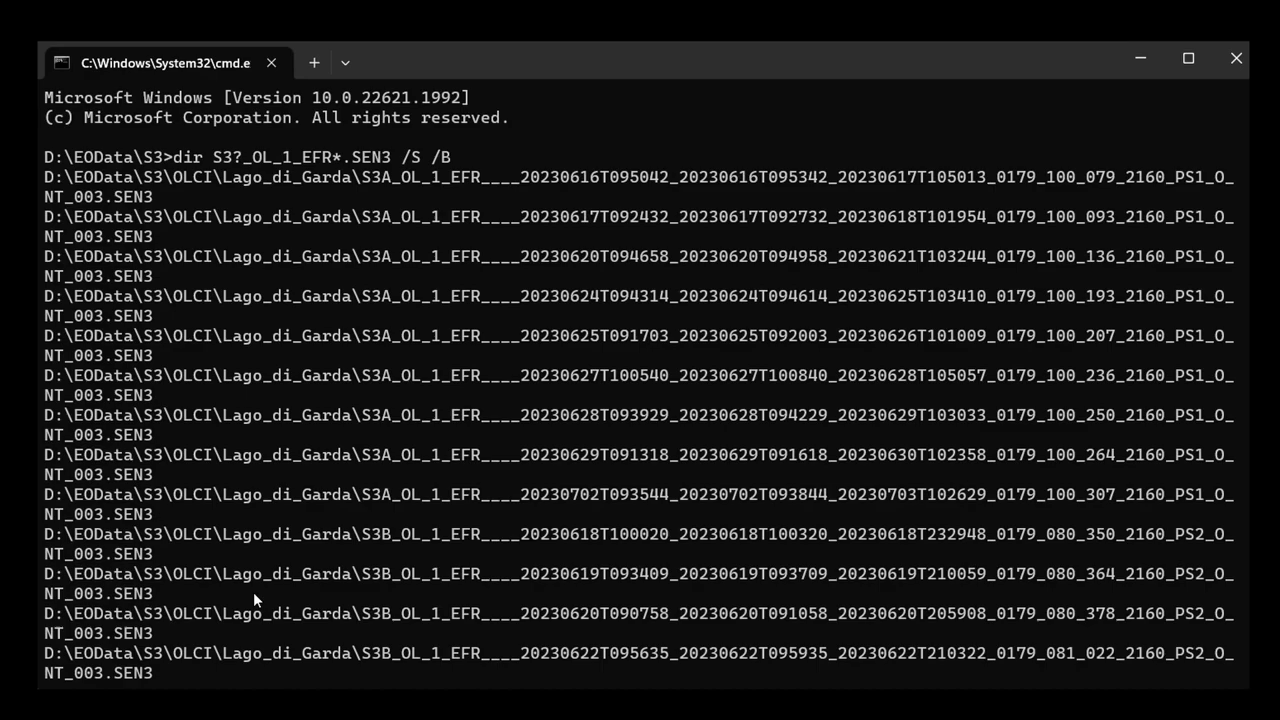 C:\Windows\System32\cmd.e
Microsoft Windows [Version 10.0.22621.1992]
(c) Microsoft Corporation. All rights reserved.
D:\EOData\S3>dir S3?_OL_1_EFR*.SEN3 /S /B
D:\EOData\S3\OLCI\Lago_di_Garda\S3A_OL_1_EFR____20230616T095042_20230616T095342_20230617T105013_0179_100_079_2160_PS1_O_
NT_003.SEN3
D:\EOData\S3\OLCI\Lago_di_Garda\S3A_OL_1_EFR____20230617T092432_20230617T092732_20230618T101954_0179_100_093_2160_PS1_O_
NT_003.SEN3
D:\EOData\S3\OLCI\Lago_di_Garda\S3A_OL_1_EFR____20230620T094658_20230620T094958_20230621T103244_0179_100_136_2160_PS1_O_
NT_003.SEN3
D:\EOData\S3\OLCI\Lago_di_Garda\S3A_OL_1_EFR____20230624T094314_20230624T094614_20230625T103410_0179_100_193_2160_PS1_O_
NT_003.SEN3
D:\EOData\S3\OLCI\Lago_di_Garda\S3A_OL_1_EFR____20230625T091703_20230625T092003_20230626T101009_0179_100_207_2160_PS1_O_
NT_003.SEN3
D:\EOData\S3\OLCI\Lago_di_Garda\S3A_OL_1_EFR____20230627T100540_20230627T100840_20230628T105057_0179_100_236_2160_PS1_O_
NT_003.SEN3
D:\EOData\S3\OLCI\Lago_di_Garda\S3A_OL_1_EFR____20230628T093929_20230628T094229_20230629T103033_0179_100_250_2160_PS1_O_
NT_003.SEN3
D:\EOData\S3\OLCI\Lago_di_Garda\S3A_OL_1_EFR____20230629T091318_20230629T091618_20230630T102358_0179_100_264_2160_PS1_O_
NT_003.SEN3
D:\EOData\S3\OLCI\Lago_di_Garda\S3A_OL_1_EFR____20230702T093544_20230702T093844_20230703T102629_0179_100_307_2160_PS1_O_
NT_003.SEN3
D:\EOData\S3\OLCI\Lago_di_Garda\S3B_OL_1_EFR____20230618T100020_20230618T100320_20230618T232948_0179_080_350_2160_PS2_O_
NT_003.SEN3
D:\EOData\S3\OLCI\Lago_di_Garda\S3B_OL_1_EFR____20230619T093409_20230619T093709_20230619T210059_0179_080_364_2160_PS2_O_
NT_003.SEN3
D:\EOData\S3\OLCI\Lago_di_Garda\S3B_OL_1_EFR____20230620T090758_20230620T091058_20230620T205908_0179_080_378_2160_PS2_O_
NT_003.SEN3
D:\EOData\S3\OLCI\Lago_di_Garda\S3B_OL_1_EFR____20230622T095635_20230622T095935_20230622T210322_0179_081_022_2160_PS2_O_
NT_003.SEN3